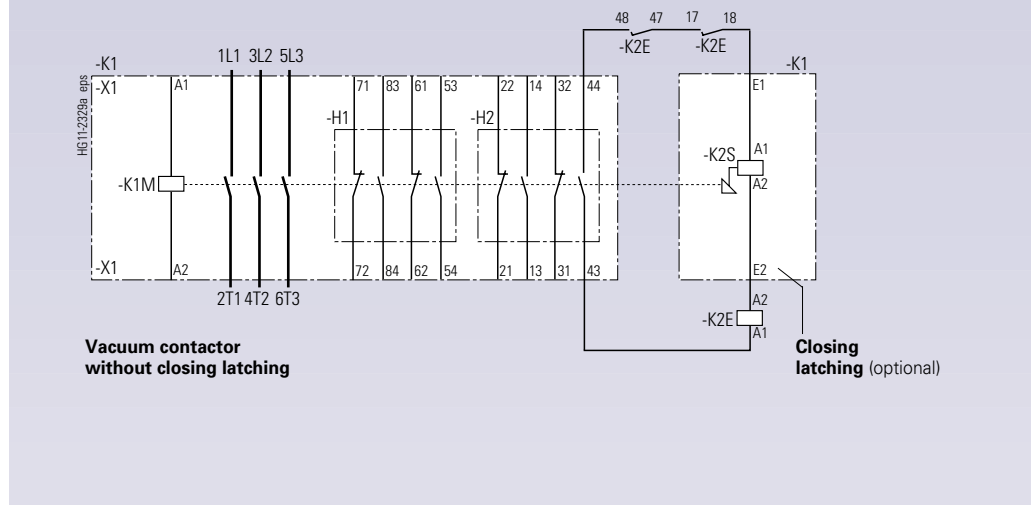 48 47 17 18
-K2E -K2E
1L1 3L2 5L3
-K1 -K1
-X1 A1 71 83 61 53 22 14 32 44 E1
HG11-2329a eps
-H1 -H2
-K2S A1
-K1M A2
-X1 A2 72 84 62 54 21 13 31 43 E2
2T1 4T2 6T3
A2
-K2E
A1
Vacuum contactor
without closing latching
Closing
latching (optional)